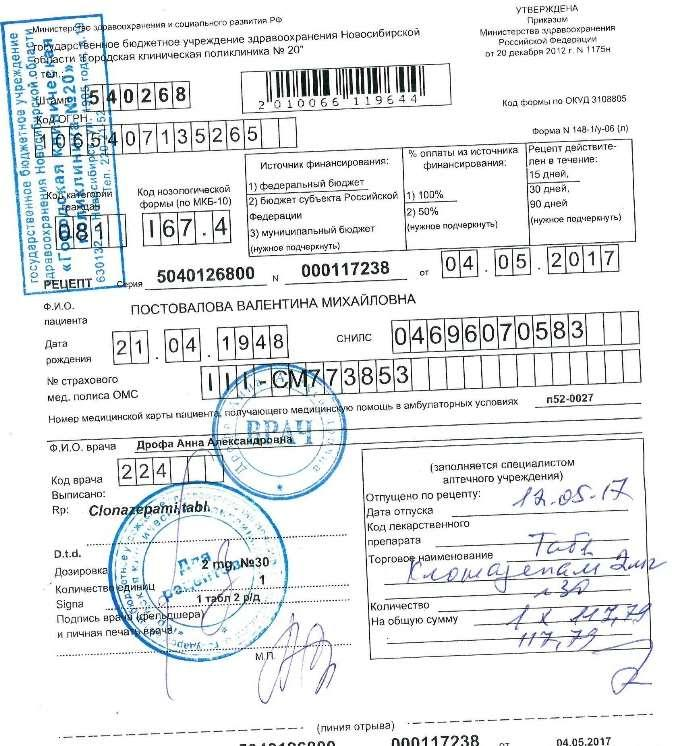 Министерство здравоохранения и социального развития РФ
государственное бюджетное учреждение здравоохранения Новосибирской
области "Городская клиническая поликлиника № 20"
тел.
УТВЕРЖДЕНА
Приказом
Министерства здравоохранения
Российской Федерации
от 20 декабря 2012 г. N 1175н
Штамп 540268
2010066 119644
Код формы по ОКУД 3108805
Код ОГРН
1065407135265
Форма N 148-1/у-06 (л)
государственное бюджетное учреждение
здравоохранения Новосибирской области
«Городская клиническая
поликлиника №20»
Код категории
граждан
081
Код нозологической
формы (по МКБ-10)
I67.4
Источник финансирования:
1) федеральный бюджет
2) бюджет субъекта Российской
Федерации
3) муниципальный бюджет
(нужное подчеркнуть)
% оплаты из источника
финансирования:
1) 100%
2) 50%
(нужное подчеркнуть)
Рецепт действите-
лен в течение:
15 дней,
30 дней,
90 дней
(нужное подчеркнуть)
РЕЦЕПТ Серия 5040126800 N 000117238 от 04.05.2017
Ф.И.О. ПОСТОВАЛОВА ВАЛЕНТИНА МИХАЙЛОВНА
пациента
Дата
рождения 21.04.1948 СНИЛС 04696070583
№ страхового
мед. полиса ОМС III-СМ773853
Номер медицинской карты пациента, получающего медицинскую помощь в амбулаторных условиях п52-0027
Ф.И.О. врача Дрофа Анна Александровна
ВРАЧ
Код врача 224
Выписано:
Rp: Clonazepami,tabl.
D.t.d.
Дозировка 2 mg,№30
Количество единиц 1
Signa 1 табл 2 р/д
Подпись врача (фельдшера)
и личная печать врача
М.П.
Для
рецептов
(заполняется специалистом
аптечного учреждения)
Отпущено по рецепту:
Дата отпуска 12.05.17
Код лекарственного
препарата
Торговое наименование Табл
Клоназепам 2мг
№30
Количество
На общую сумму 1 х 117,79
117,79
(линия отрыва)
5040126800 000117238 от 04.05.2017